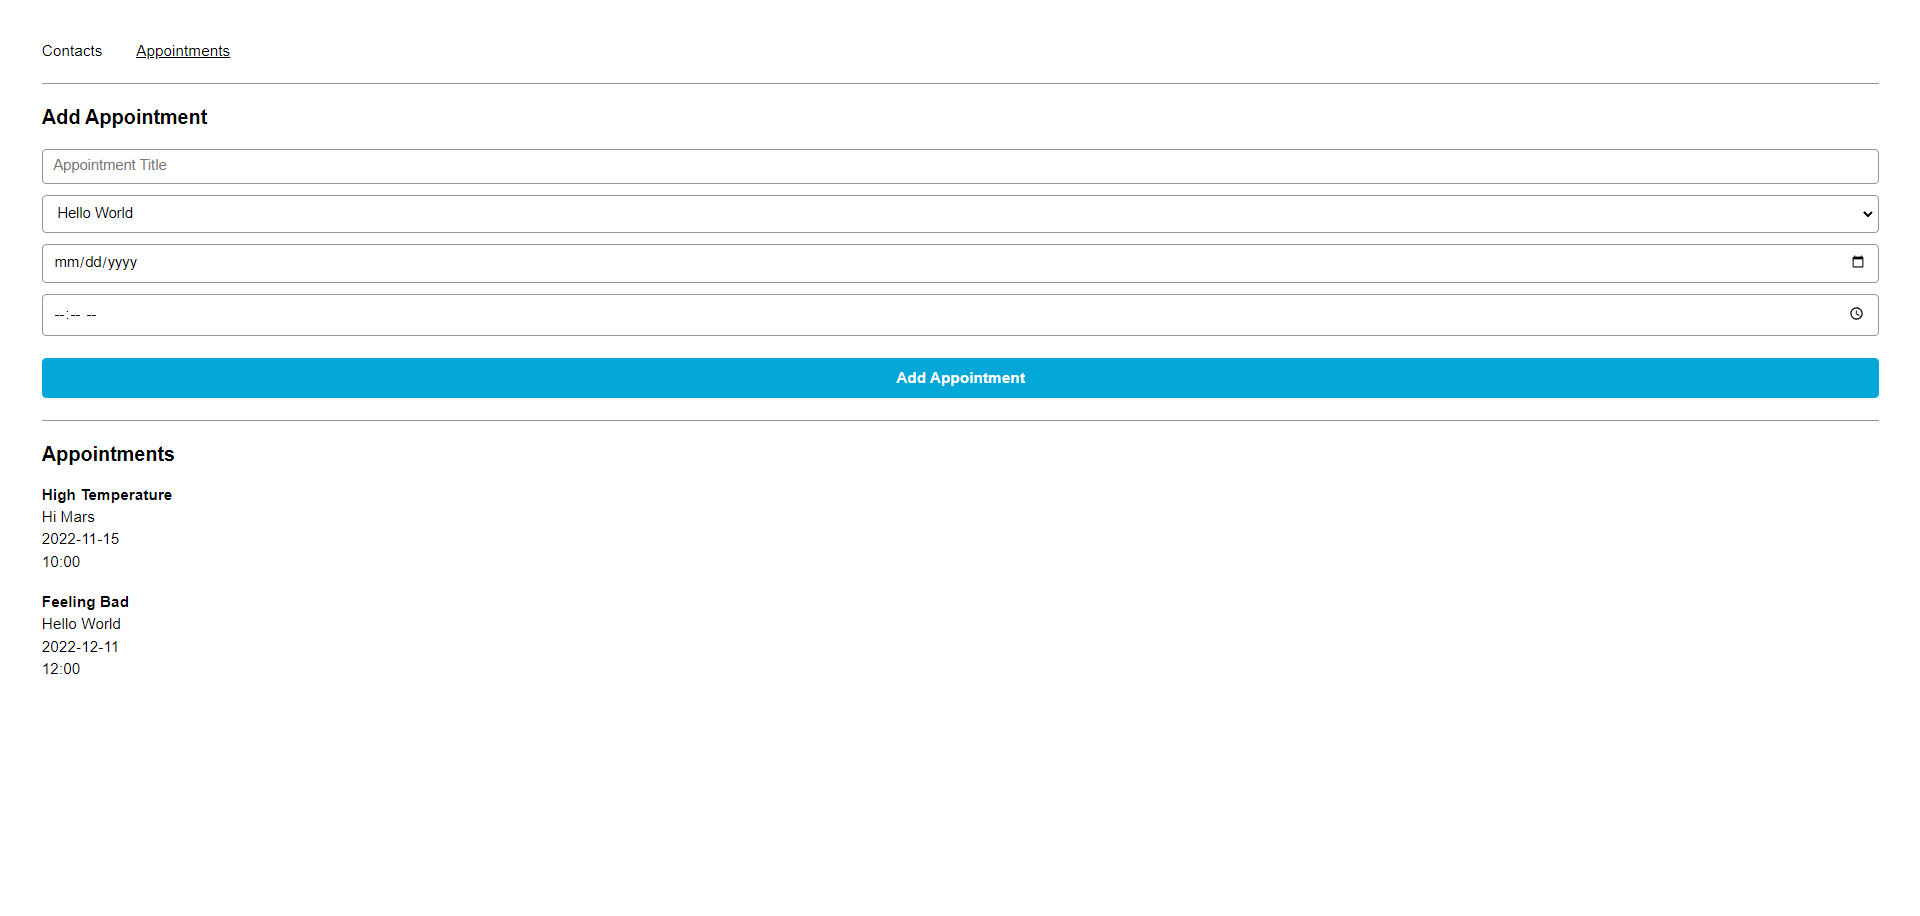 Contacts Appointments
Add Appointment
Appointment Title
Hello World
mm/dd/yyyy
--:-- --
Add Appointment
Appointments
High Temperature
Hi Mars
2022-11-15
10:00
Feeling Bad
Hello World
2022-12-11
12:00